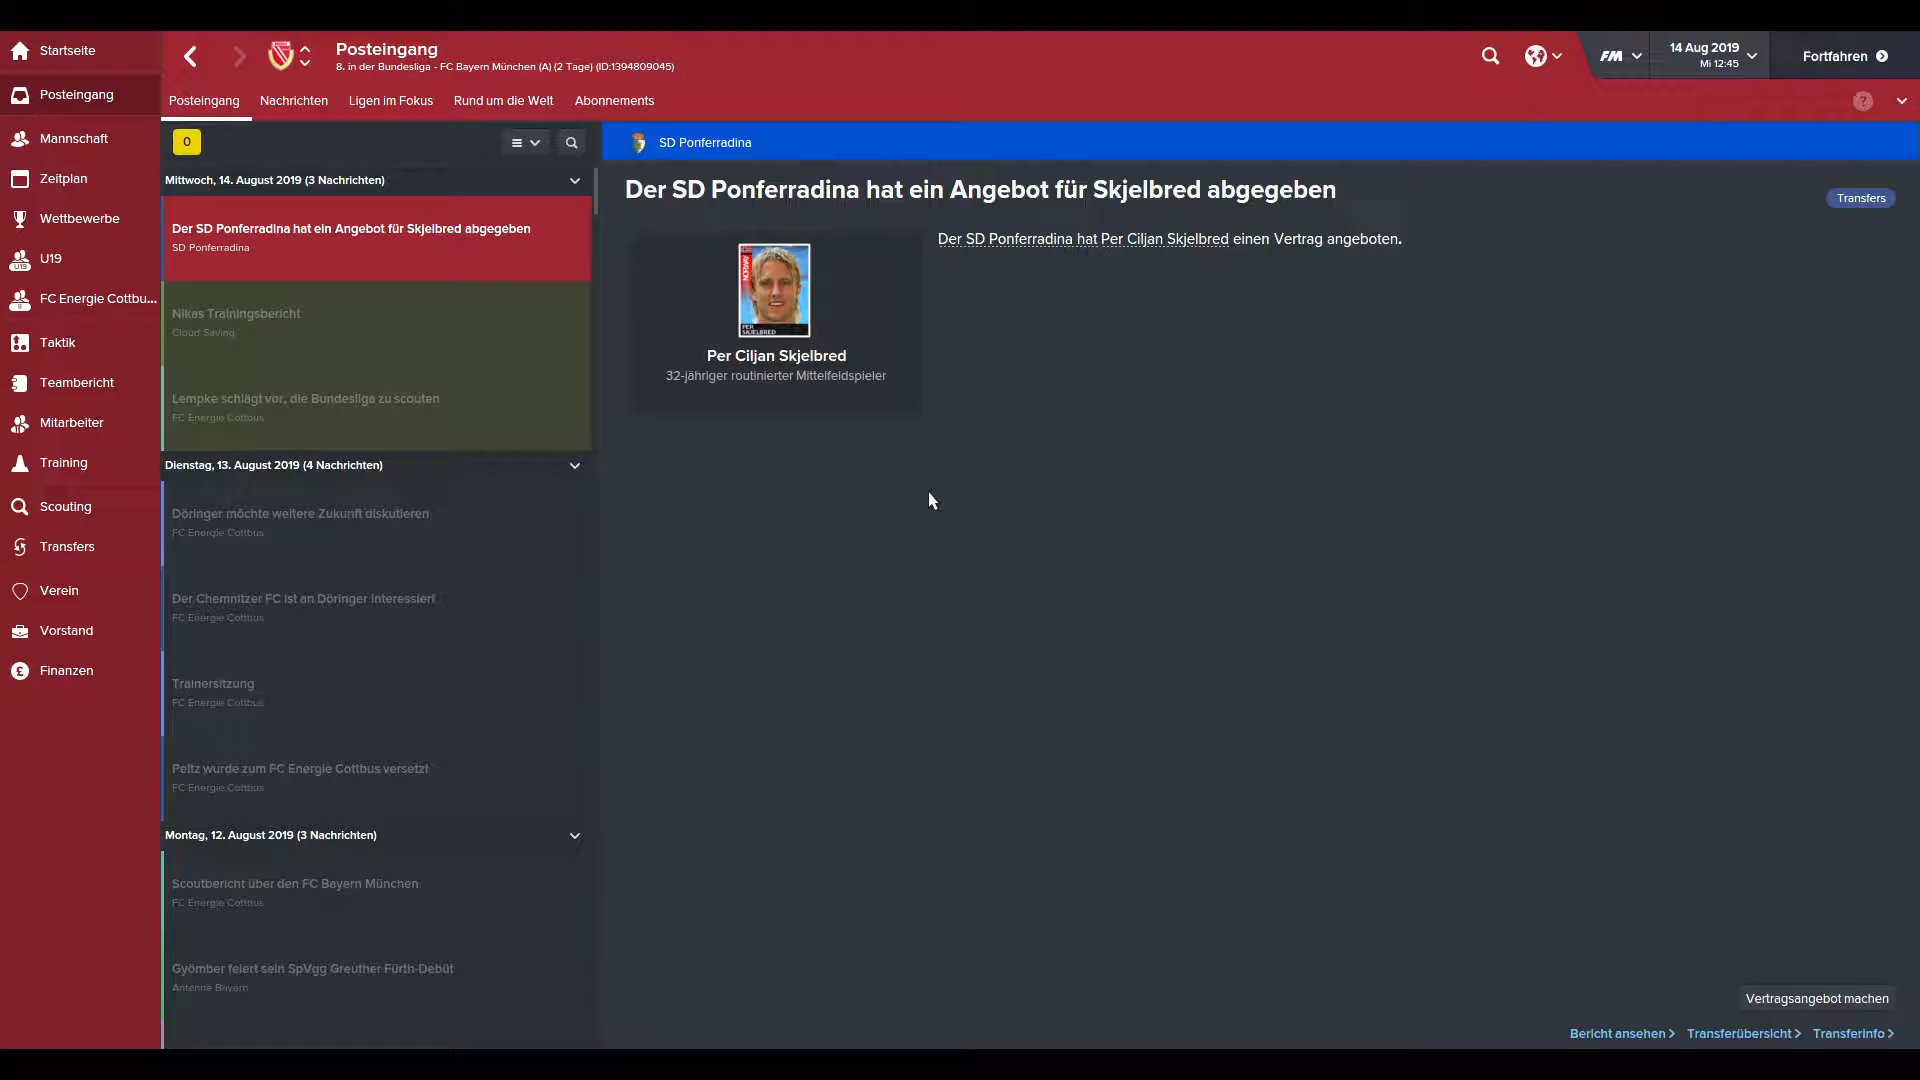 Startseite
Posteingang
Mannschaft
Zeitplan
Wettbewerbe
U19
U19
FC Energie Cottbu...
II
Taktik
Teambericht
Mitarbeiter
Training
Scouting
Transfers
Verein
Vorstand
Finanzen
Posteingang
8. in der Bundesliga - FC Bayern München (A) (2 Tage) (ID:1394809045)
FM
14 Aug 2019
Mi 12:45
Fortfahren
Posteingang Nachrichten Ligen im Fokus Rund um die Welt Abonnements
?
0
Mittwoch, 14. August 2019 (3 Nachrichten)
Der SD Ponferradina hat ein Angebot für Skjelbred abgegeben
SD Ponferradina
Nikas Trainingsbericht
Cloud Saving
Lempke schlägt vor, die Bundesliga zu scouten
FC Energie Cottbus
Dienstag, 13. August 2019 (4 Nachrichten)
Döringer möchte weitere Zukunft diskutieren
FC Energie Cottbus
Der Chemnitzer FC ist an Döringer interessiert
FC Energie Cottbus
Trainersitzung
FC Energie Cottbus
Peitz wurde zum FC Energie Cottbus versetzt
FC Energie Cottbus
Montag, 12. August 2019 (3 Nachrichten)
Scoutbericht über den FC Bayern München
FC Energie Cottbus
Gyömber feiert sein SpVgg Greuther Fürth-Debüt
Antenne Bayern
SD Ponferradina
Der SD Ponferradina hat ein Angebot für Skjelbred abgegeben
Transfers
NORWAY
PER
SKJELBRED
Per Ciljan Skjelbred
32-jähriger routinierter Mittelfeldspieler
Der SD Ponferradina hat Per Ciljan Skjelbred einen Vertrag angeboten.
Vertragsangebot machen
Bericht ansehen > Transferübersicht > Transferinfo >